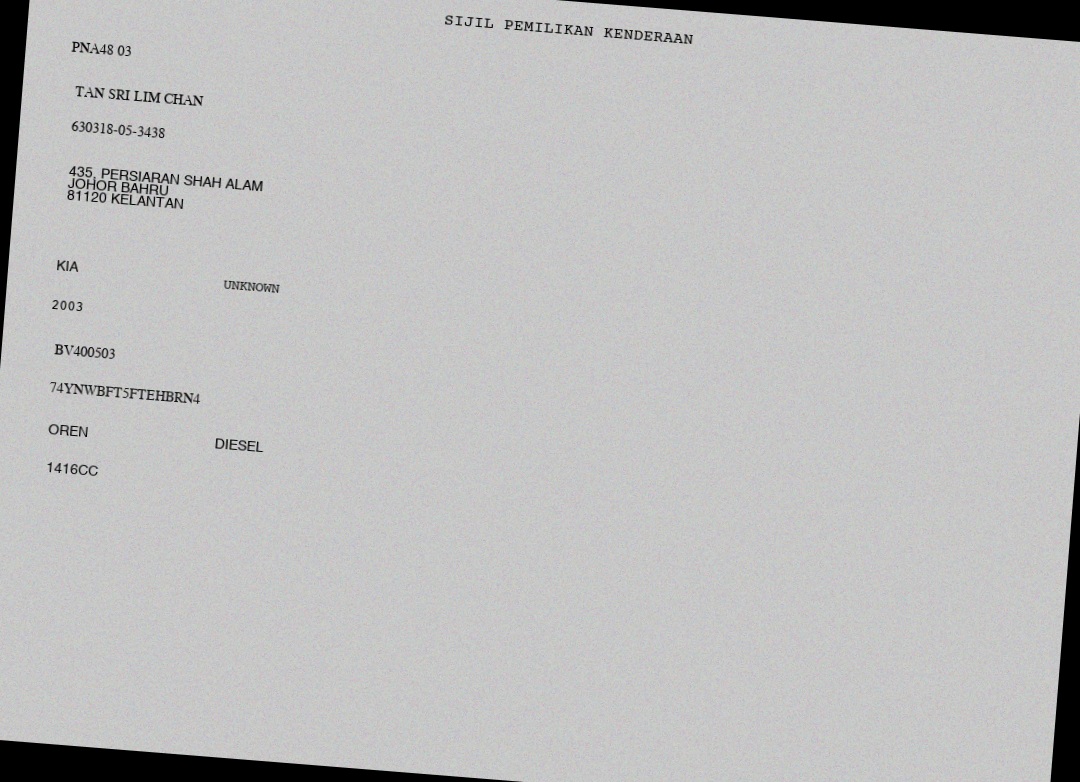 SIJIL PEMILIKAN KENDERAAN
PNA48 03
TAN SRI LIM CHAN
630318-05-3438
435, PERSIARAN SHAH ALAM
JOHOR BAHRU
81120 KELANTAN
KIA
UNKNOWN
2003
BV400503
74YNWBFT5FTEHBRN4
OREN
DIESEL
1416CC